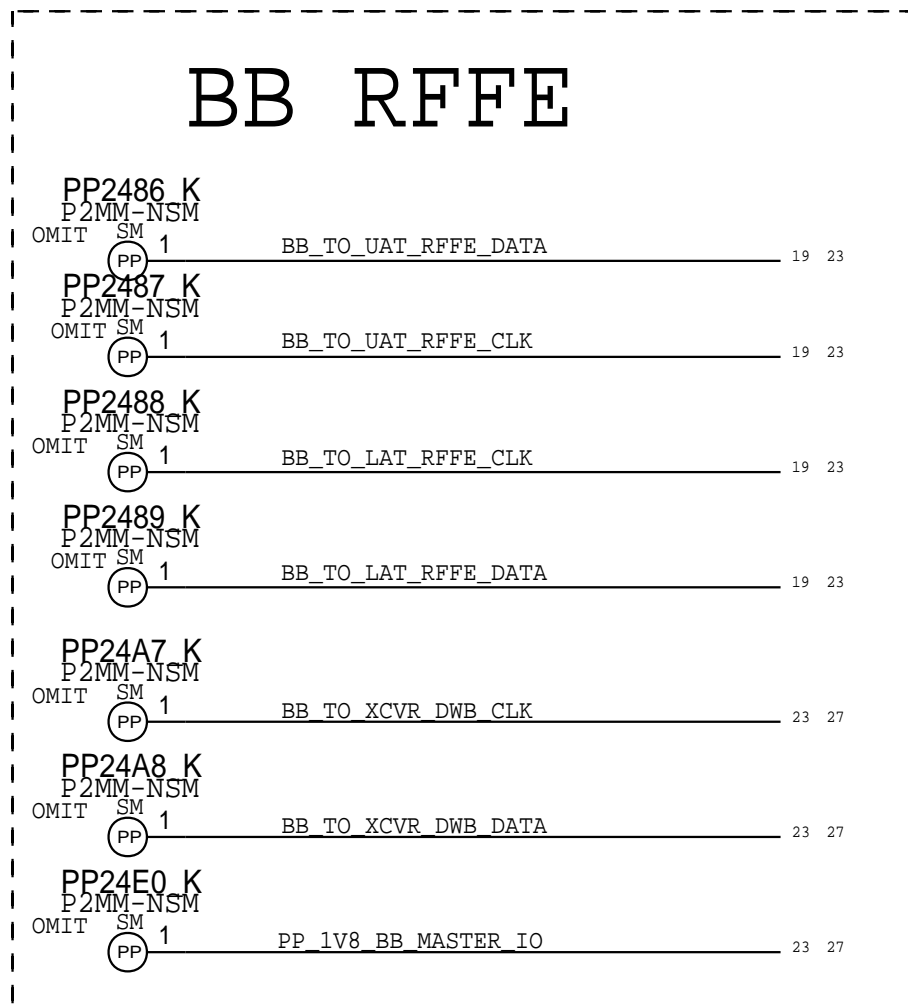 BB RFFE
PP2486_K
P2MM-NSM
OMIT SM
PP 1 BB_TO_UAT_RFFE_DATA 19 23
PP2487_K
P2MM-NSM
OMIT SM
PP 1 BB_TO_UAT_RFFE_CLK 19 23
PP2488_K
P2MM-NSM
OMIT SM
PP 1 BB_TO_LAT_RFFE_CLK 19 23
PP2489_K
P2MM-NSM
OMIT SM
PP 1 BB_TO_LAT_RFFE_DATA 19 23
PP24A7_K
P2MM-NSM
OMIT SM
PP 1 BB_TO_XCVR_DWB_CLK 23 27
PP24A8_K
P2MM-NSM
OMIT SM
PP 1 BB_TO_XCVR_DWB_DATA 23 27
PP24E0_K
P2MM-NSM
OMIT SM
PP 1 PP_1V8_BB_MASTER_IO 23 27